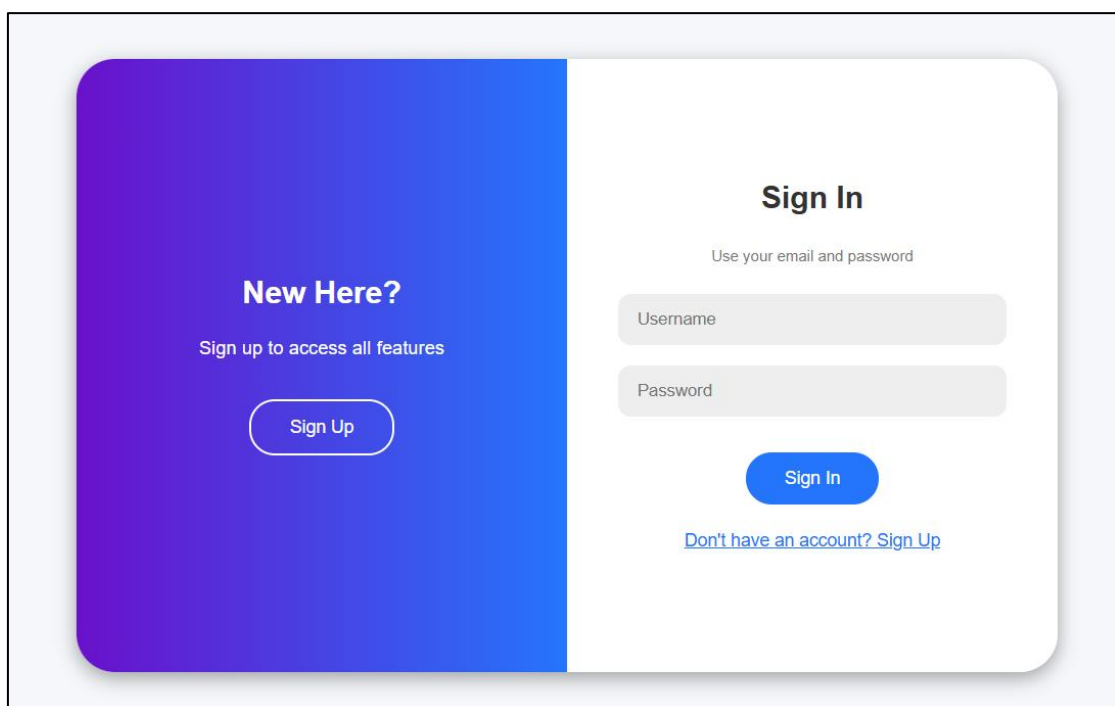 New Here?
Sign up to access all features
Sign Up
Sign In
Use your email and password
Username
Password
Sign In
Don't have an account? Sign Up